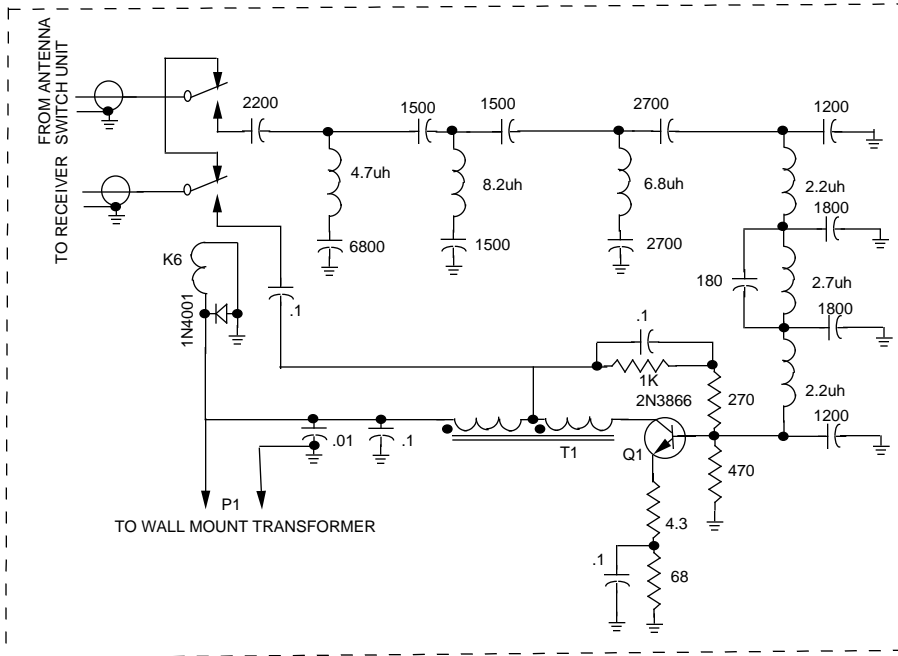 FROM ANTENNA
SWITCH UNIT
TO RECEIVER
2200
1500
1500
2700
1200
4.7uh
8.2uh
6.8uh
2.2uh
6800
1500
2700
1800
180
2.7uh
1800
K6
1N4001
.1
.1
1K
2N3866
270
2.2uh
1200
.01
.1
T1
Q1
470
P1
TO WALL MOUNT TRANSFORMER
4.3
.1
68